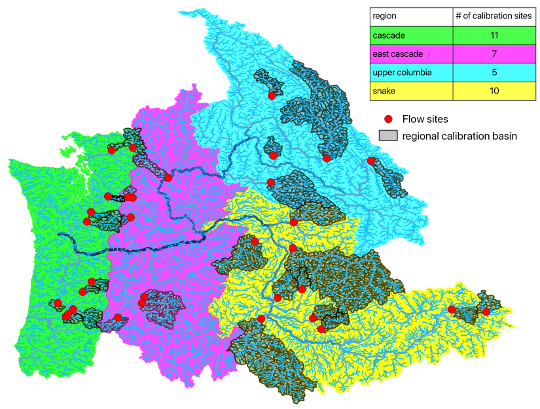 region # of calibration sites
cascade 11
east cascade 7
upper columbia 5
snake 10
Flow sites
regional calibration basin